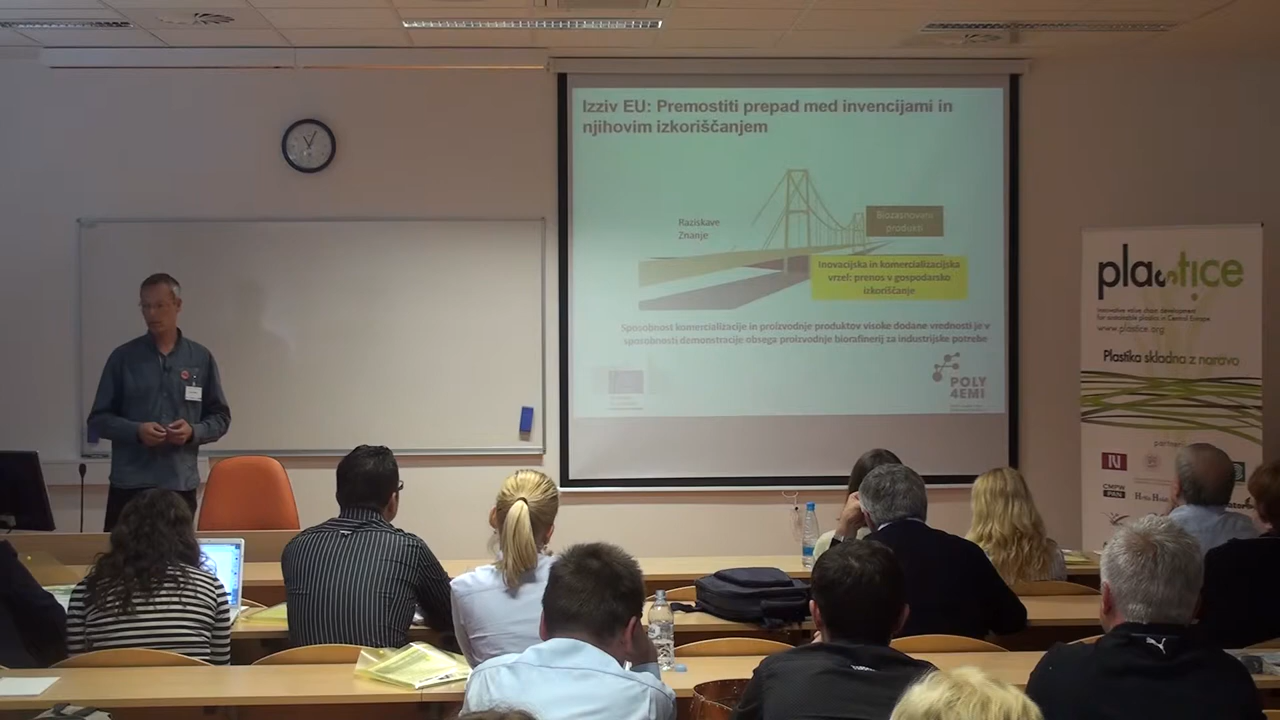 Izziv EU: Premostiti prepad med invencijami in
njihovim izkoriščanjem
Raziskave
Znanje
Biozasnovani
produkti
Inovacijska in komercializacijska
vrzel: prenos v gospodarsko
izkoriščanje
Sposobnost komercializacije in proizvodnje produktov visoke dodane vrednosti je v
sposobnosti demonstracije obsega proizvodnje biorafinerij za industrijske potrebe
POLY
4EMI
plastice
Innovative value chain development
for sustainable plastics in Central Europe
www.plastice.org
Plastika skladna z naravo
CMPW
PAN